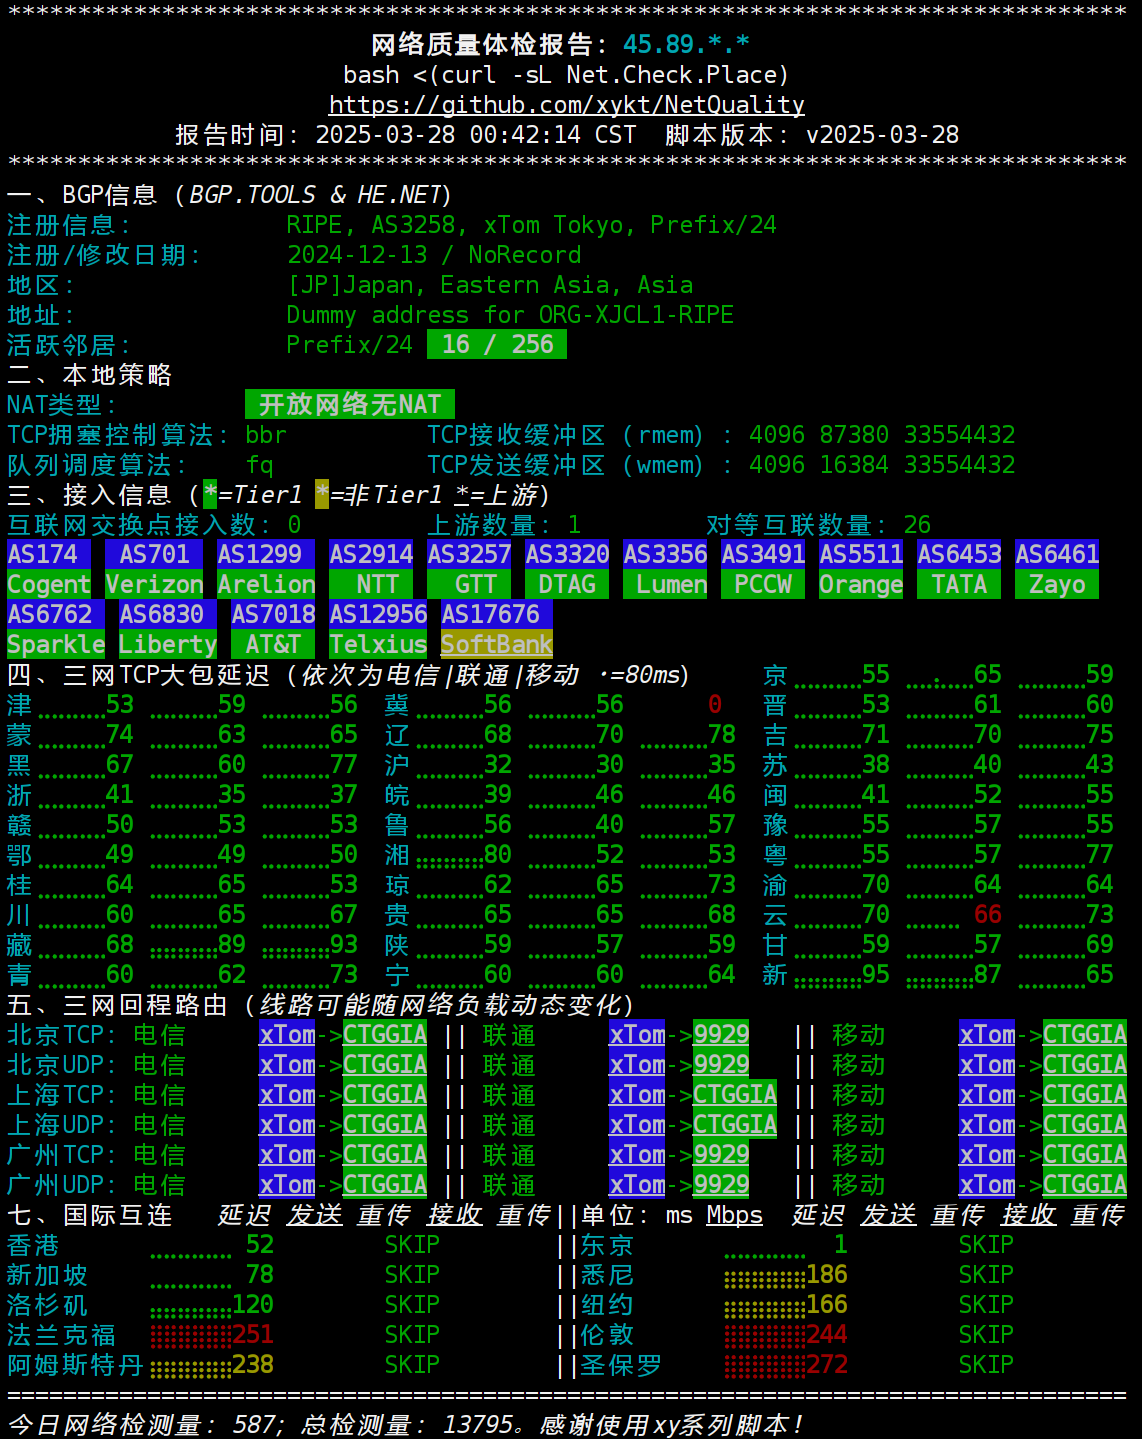 ********************************************************************************
网络质量体检报告：45.89.*.*
bash <(curl -sL Net.Check.Place)
https://github.com/xykt/NetQuality
报告时间：2025-03-28 00:42:14 CST  脚本版本：v2025-03-28
********************************************************************************
一、BGP信息（BGP.TOOLS & HE.NET）
注册信息：           RIPE, AS3258, xTom Tokyo, Prefix/24
注册/修改日期：      2024-12-13 / NoRecord
地区：               [JP]Japan, Eastern Asia, Asia
地址：               Dummy address for ORG-XJCL1-RIPE
活跃邻居：           Prefix/24  16 / 256
二、本地策略
NAT类型：         开放网络无NAT
TCP拥塞控制算法：bbr          TCP接收缓冲区（rmem）：4096 87380 33554432
队列调度算法：    fq           TCP发送缓冲区（wmem）：4096 16384 33554432
三、接入信息（*=Tier1 *=非Tier1 *=上游）
互联网交换点接入数：0         上游数量：1         对等互联数量：26
AS174   AS701  AS1299  AS2914 AS3257 AS3320 AS3356 AS3491 AS5511 AS6453 AS6461
Cogent Verizon Arelion   NTT    GTT   DTAG   Lumen  PCCW  Orange  TATA   Zayo
AS6762  AS6830  AS7018 AS12956 AS17676
Sparkle Liberty  AT&T  Telxius SoftBank
四、三网TCP大包延迟（依次为电信|联通|移动 ·=80ms）     京 55 65 59
津 53 59 56 冀 56 56 0 晋 53 61 60
蒙 74 63 65 辽 68 70 78 吉 71 70 75
黑 67 60 77 沪 32 30 35 苏 38 40 43
浙 41 35 37 皖 39 46 46 闽 41 52 55
赣 50 53 53 鲁 56 40 57 豫 55 57 55
鄂 49 49 50 湘 80 52 53 粤 55 57 77
桂 64 65 53 琼 62 65 73 渝 70 64 64
川 60 65 67 贵 65 65 68 云 70 66 73
藏 68 89 93 陕 59 57 59 甘 59 57 69
青 60 62 73 宁 60 60 64 新 95 87 65
五、三网回程路由（线路可能随网络负载动态变化）
北京TCP：电信     xTom->CTGGIA || 联通     xTom->9929   || 移动     xTom->CTGGIA
北京UDP：电信     xTom->CTGGIA || 联通     xTom->9929   || 移动     xTom->CTGGIA
上海TCP：电信     xTom->CTGGIA || 联通     xTom->CTGGIA || 移动     xTom->CTGGIA
上海UDP：电信     xTom->CTGGIA || 联通     xTom->CTGGIA || 移动     xTom->CTGGIA
广州TCP：电信     xTom->CTGGIA || 联通     xTom->9929   || 移动     xTom->CTGGIA
广州UDP：电信     xTom->CTGGIA || 联通     xTom->9929   || 移动     xTom->CTGGIA
七、国际互连   延迟 发送 重传 接收 重传||单位：ms Mbps  延迟 发送 重传 接收 重传
香港 52 SKIP ||东京 1 SKIP
新加坡 78 SKIP ||悉尼 186 SKIP
洛杉矶 120 SKIP ||纽约 166 SKIP
法兰克福 251 SKIP ||伦敦 244 SKIP
阿姆斯特丹 238 SKIP ||圣保罗 272 SKIP
================================================================================
今日网络检测量：587；总检测量：13795。感谢使用xy系列脚本！